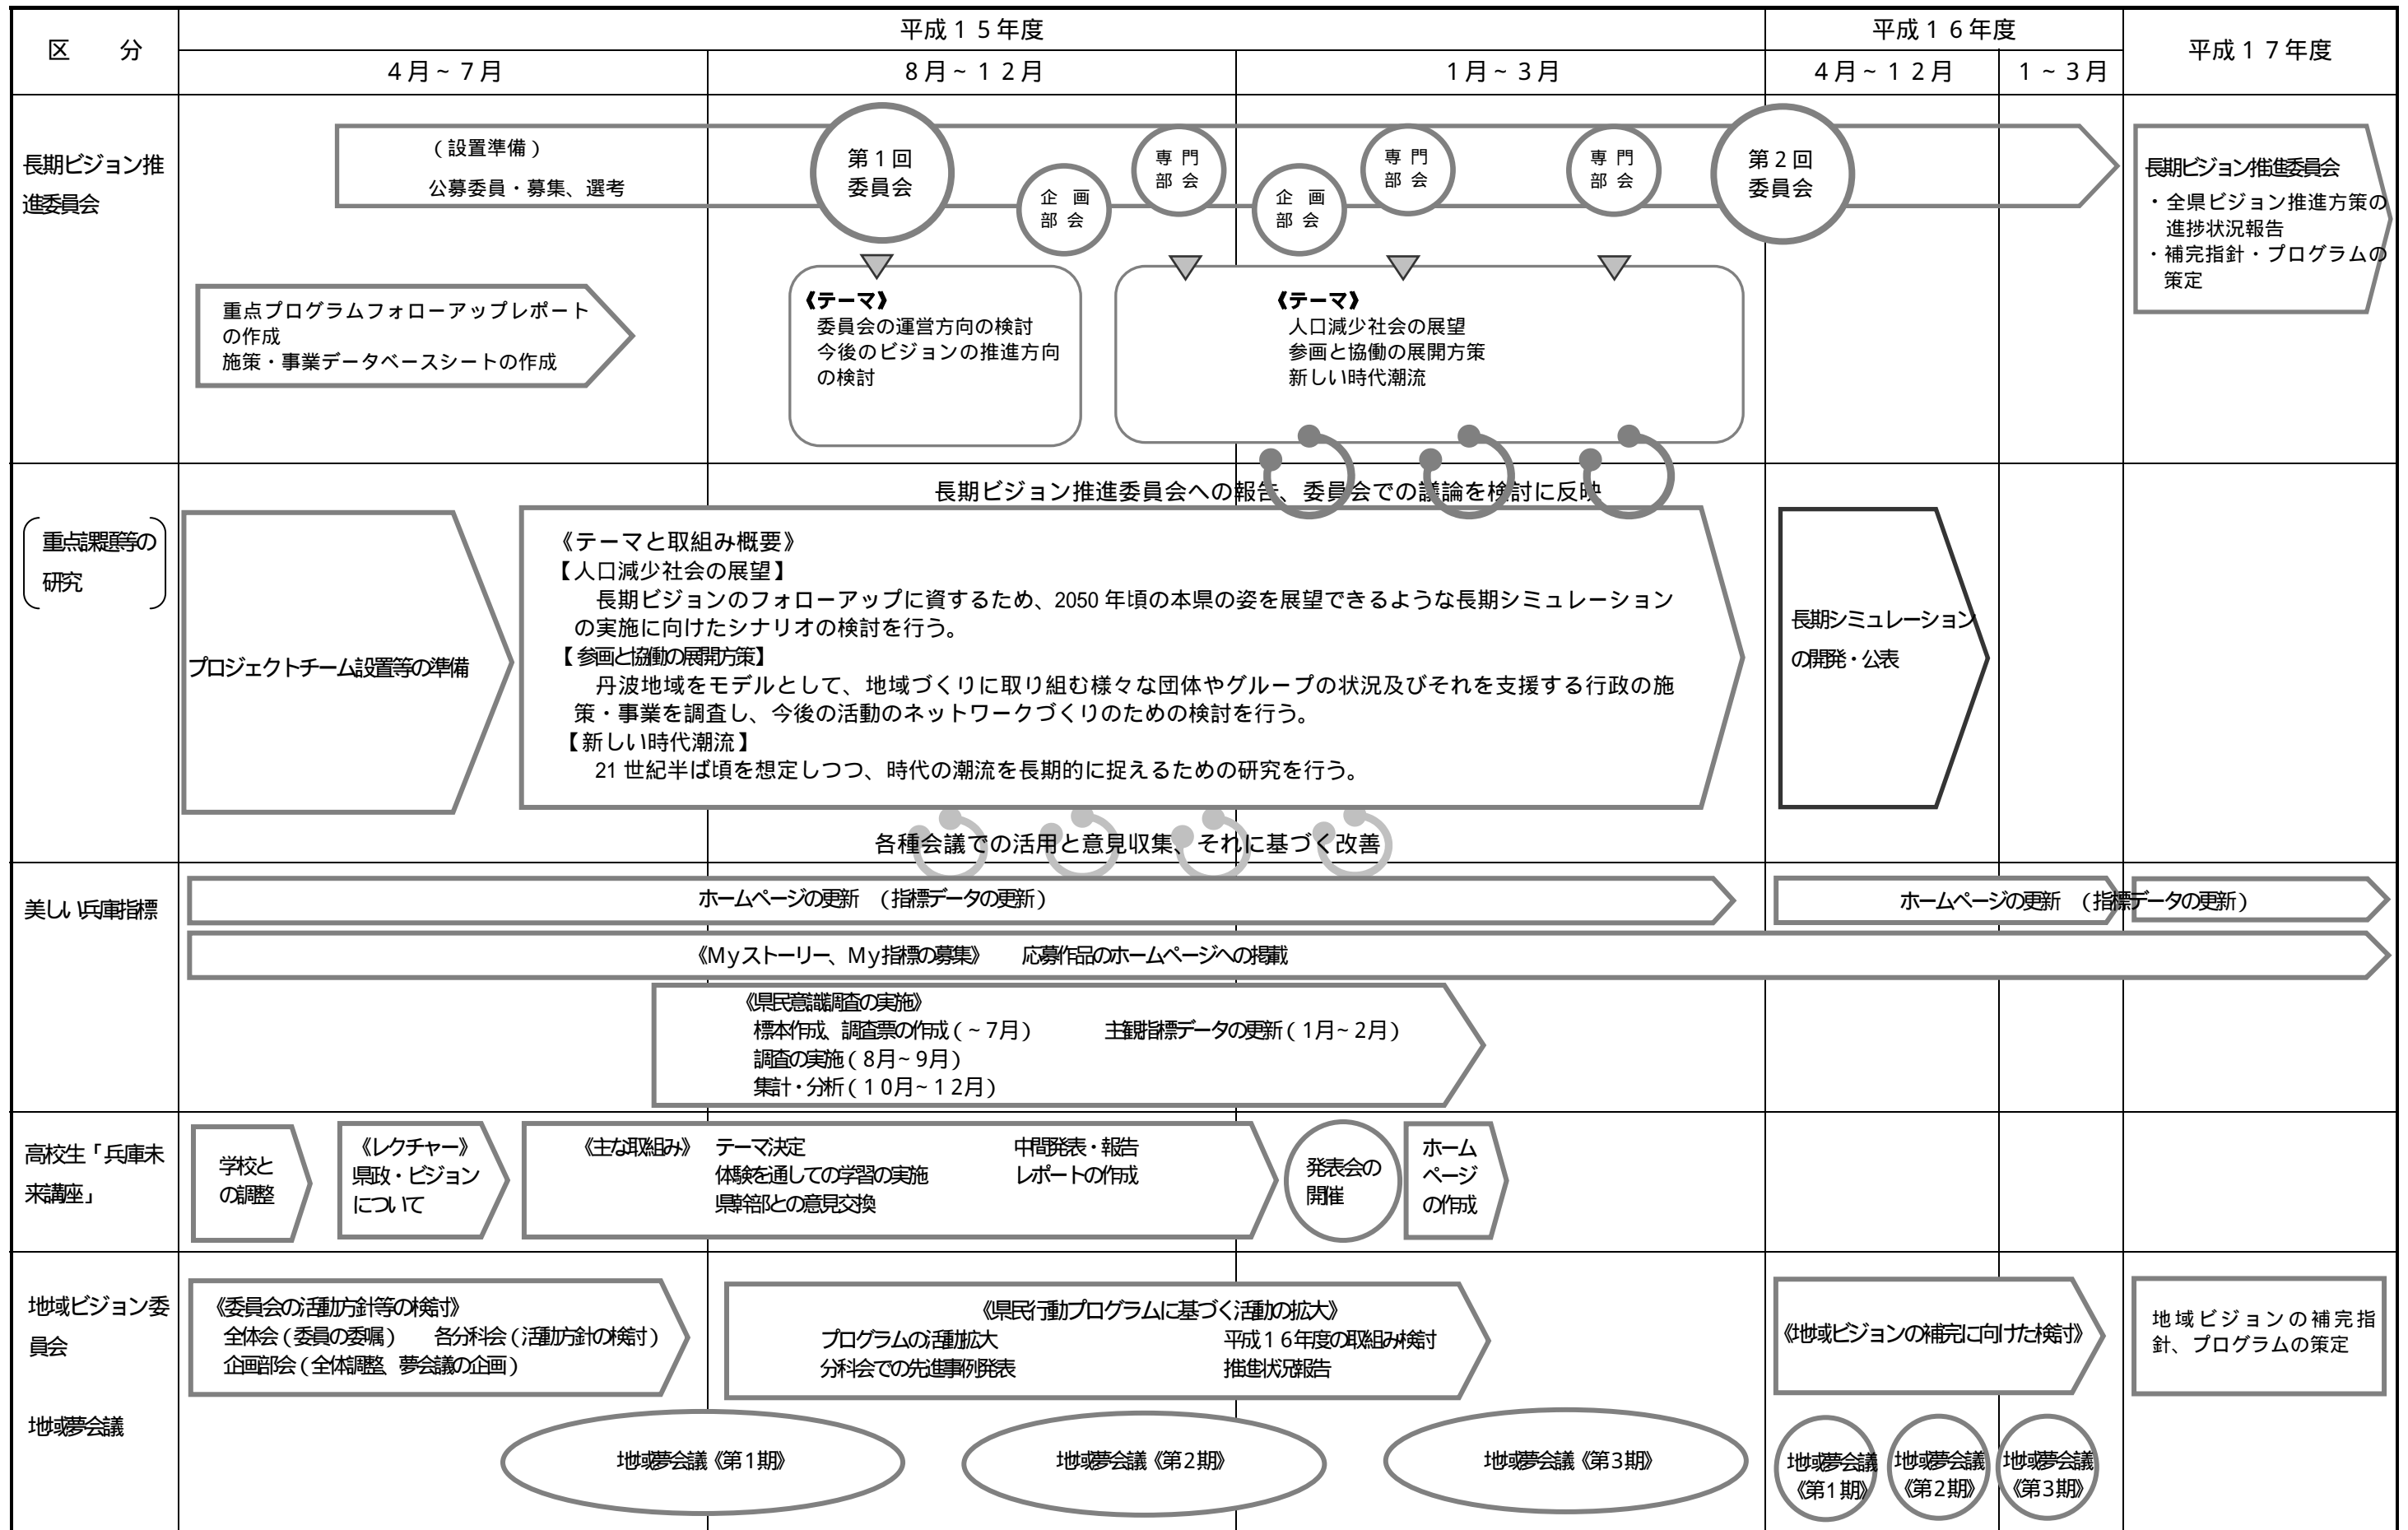 区　　分
平成１５年度
平成１６年度
平成１７年度
４月~７月
８月~１２月
１月~３月
４月~１２月
１~３月
長期ビジョン推
進委員会
（設置準備）
公募委員・募集、選考
第１回
委員会
企 画
部 会
専 門
部 会
企 画
部 会
専 門
部 会
専 門
部 会
第２回
委員会
長期ビジョン推進委員会
・全県ビジョン推進方策の
進捗状況報告
・補完指針・プログラムの
策定
重点プログラムフォローアップレポート
の作成
施策・事業データベースシートの作成
《テーマ》
委員会の運営方向の検討
今後のビジョンの推進方向
の検討
《テーマ》
人口減少社会の展望
参画と協働の展開方策
新しい時代潮流
長期ビジョン推進委員会への報告、委員会での議論を検討に反映
重点課題等の
研究
プロジェクトチーム設置等の準備
《テーマと取組み概要》
【人口減少社会の展望】
長期ビジョンのフォローアップに資するため、2050 年頃の本県の姿を展望できるような長期シミュレーション
の実施に向けたシナリオの検討を行う。
【参画と協働の展開方策】
丹波地域をモデルとして、地域づくりに取り組む様々な団体やグループの状況及びそれを支援する行政の施
策・事業を調査し、今後の活動のネットワークづくりのための検討を行う。
【新しい時代潮流】
21 世紀半ば頃を想定しつつ、時代の潮流を長期的に捉えるための研究を行う。
長期シミュレーション
の開発・公表
各種会議での活用と意見収集、それに基づく改善
美しい兵庫指標
ホームページの更新　（指標データの更新）
ホームページの更新　（指標データの更新）
《Ｍｙストーリー、Ｍｙ指標の募集》　応募作品のホームページへの掲載
《県民意識調査の実施》
標本作成、調査票の作成（~７月）　　主観指標データの更新（１月~２月）
調査の実施（８月~９月）
集計・分析（１０月~１２月）
高校生「兵庫未
来講座」
学校と
の調整
《レクチャー》
県政・ビジョン
について
《主な取組み》　テーマ決定　　中間発表・報告
体験を通しての学習の実施　　レポートの作成
県幹部との意見交換
発表会の
開催
ホーム
ページ
の作成
地域ビジョン委
員会
《委員会の活動方針等の検討》
全体会（委員の委嘱）　　各分科会（活動方針の検討）
企画部会（全体調整、夢会議の企画）
《県民行動プログラムに基づく活動の拡大》
プログラムの活動拡大　　平成１６年度の取組み検討
分科会での先進事例発表　　推進状況報告
《地域ビジョンの補完に向けた検討》
地域ビジョンの補完指
針、プログラムの策定
地域夢会議
地域夢会議《第１期》
地域夢会議《第２期》
地域夢会議《第３期》
地域夢会議
《第１期》
地域夢会議
《第２期》
地域夢会議
《第３期》